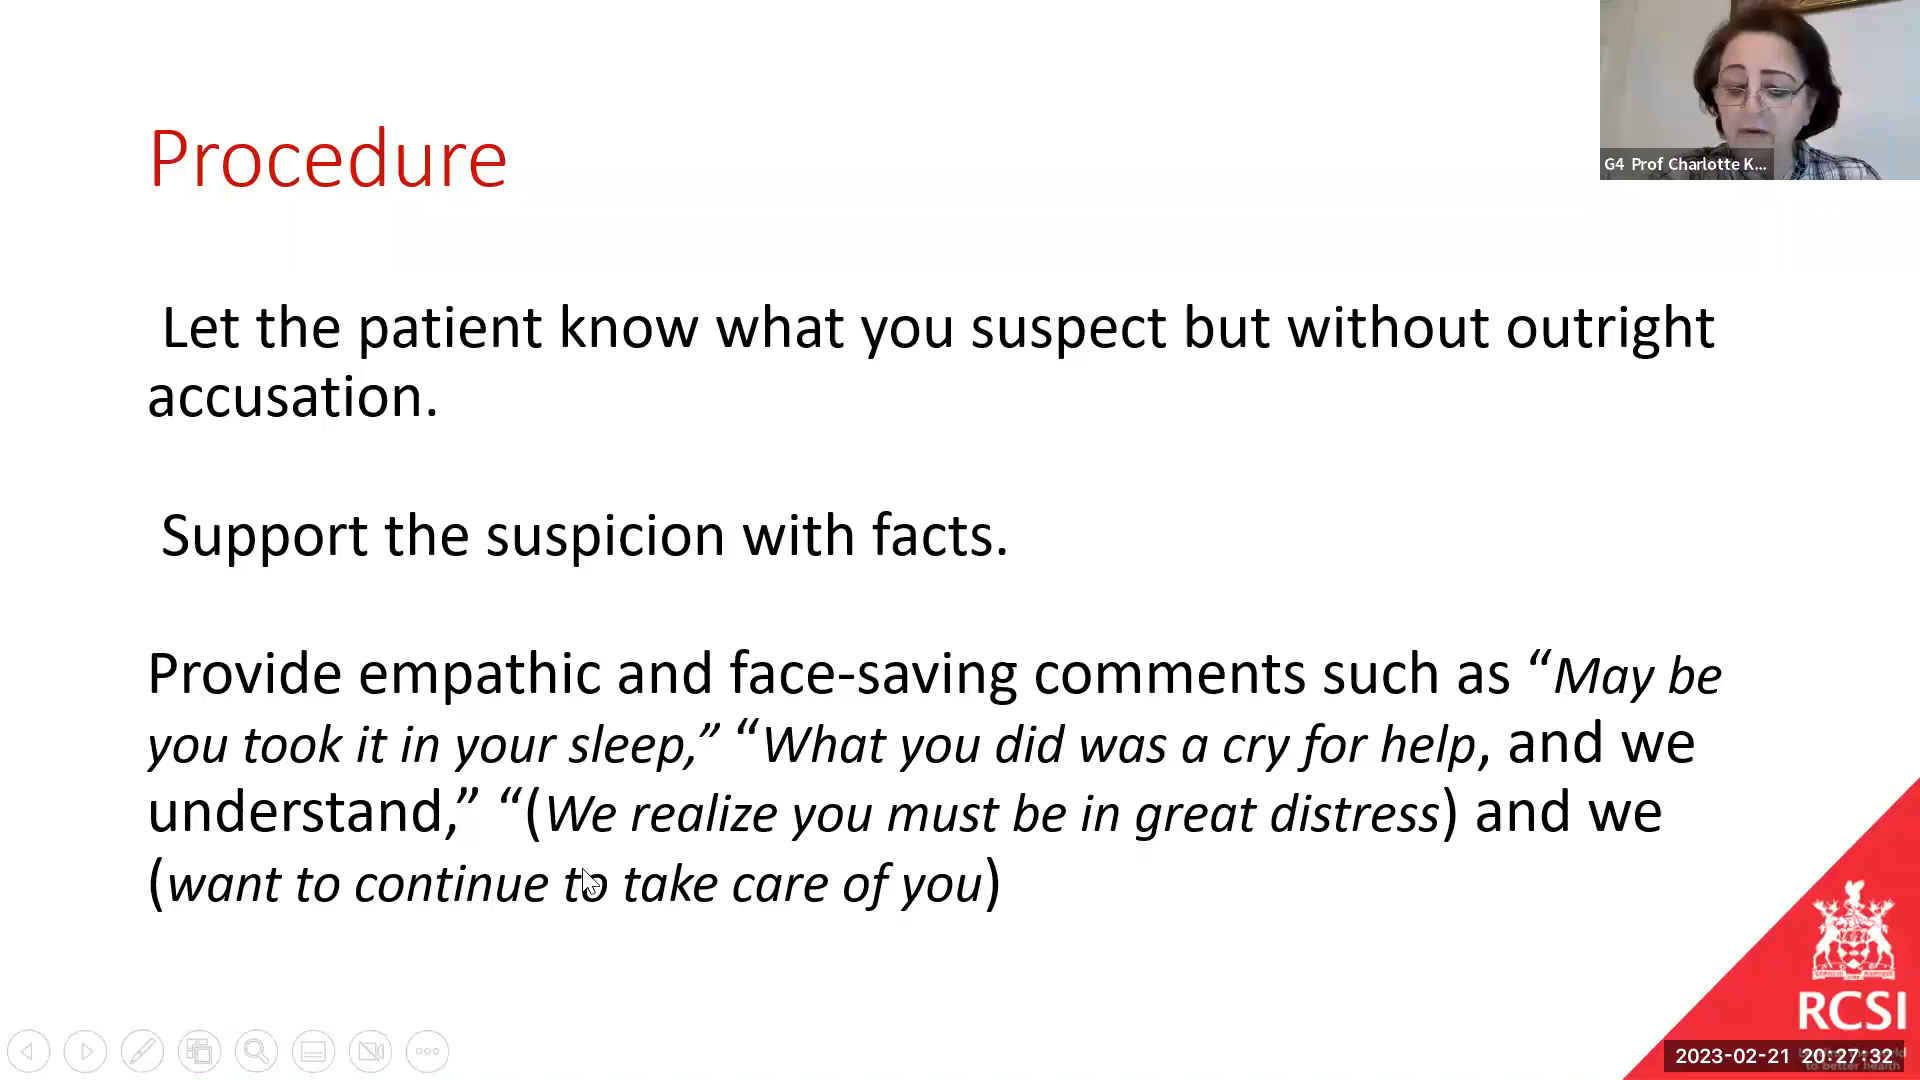 G4 Prof Charlotte K...
Procedure
Let the patient know what you suspect but without outright
accusation.
Support the suspicion with facts.
Provide empathic and face-saving comments such as “May be
you took it in your sleep,” “What you did was a cry for help, and we
understand,” “(We realize you must be in great distress) and we
(want to continue to take care of you)
RCSI
2023-02-21 20:27:32
to better health